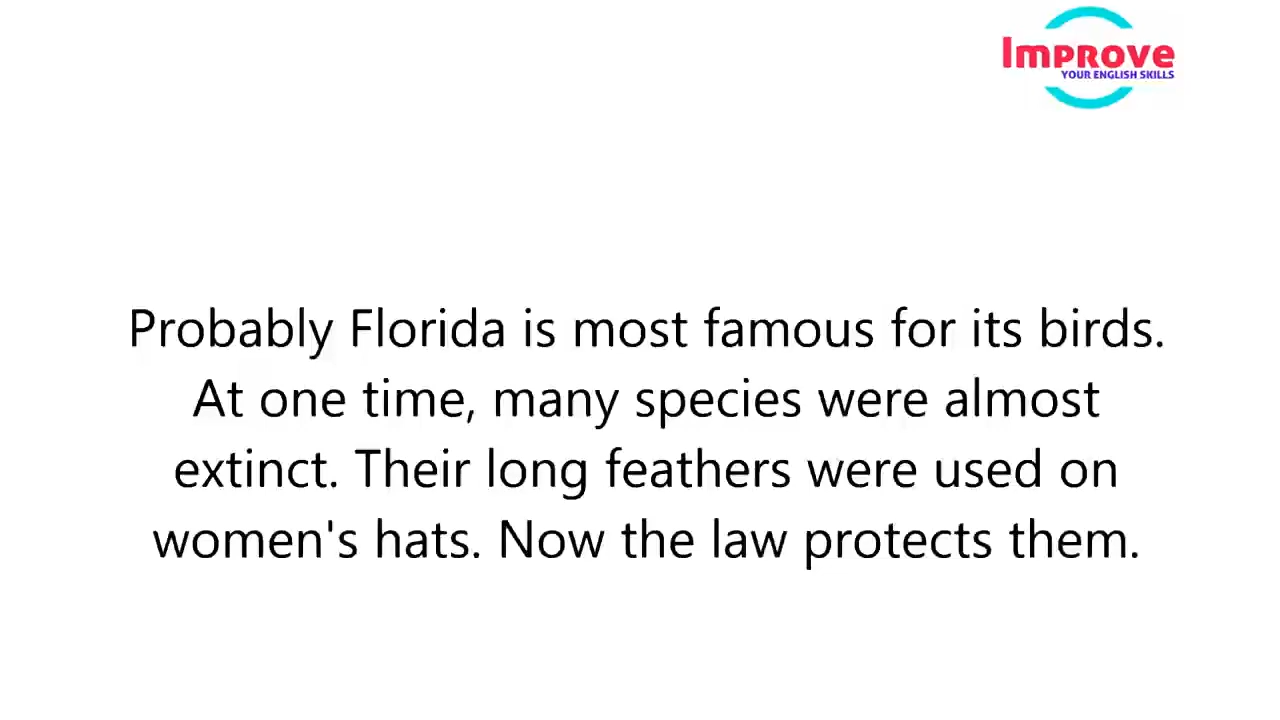 Improve
YOUR ENGLISH SKILLS
Probably Florida is most famous for its birds.
At one time, many species were almost
extinct. Their long feathers were used on
women's hats. Now the law protects them.